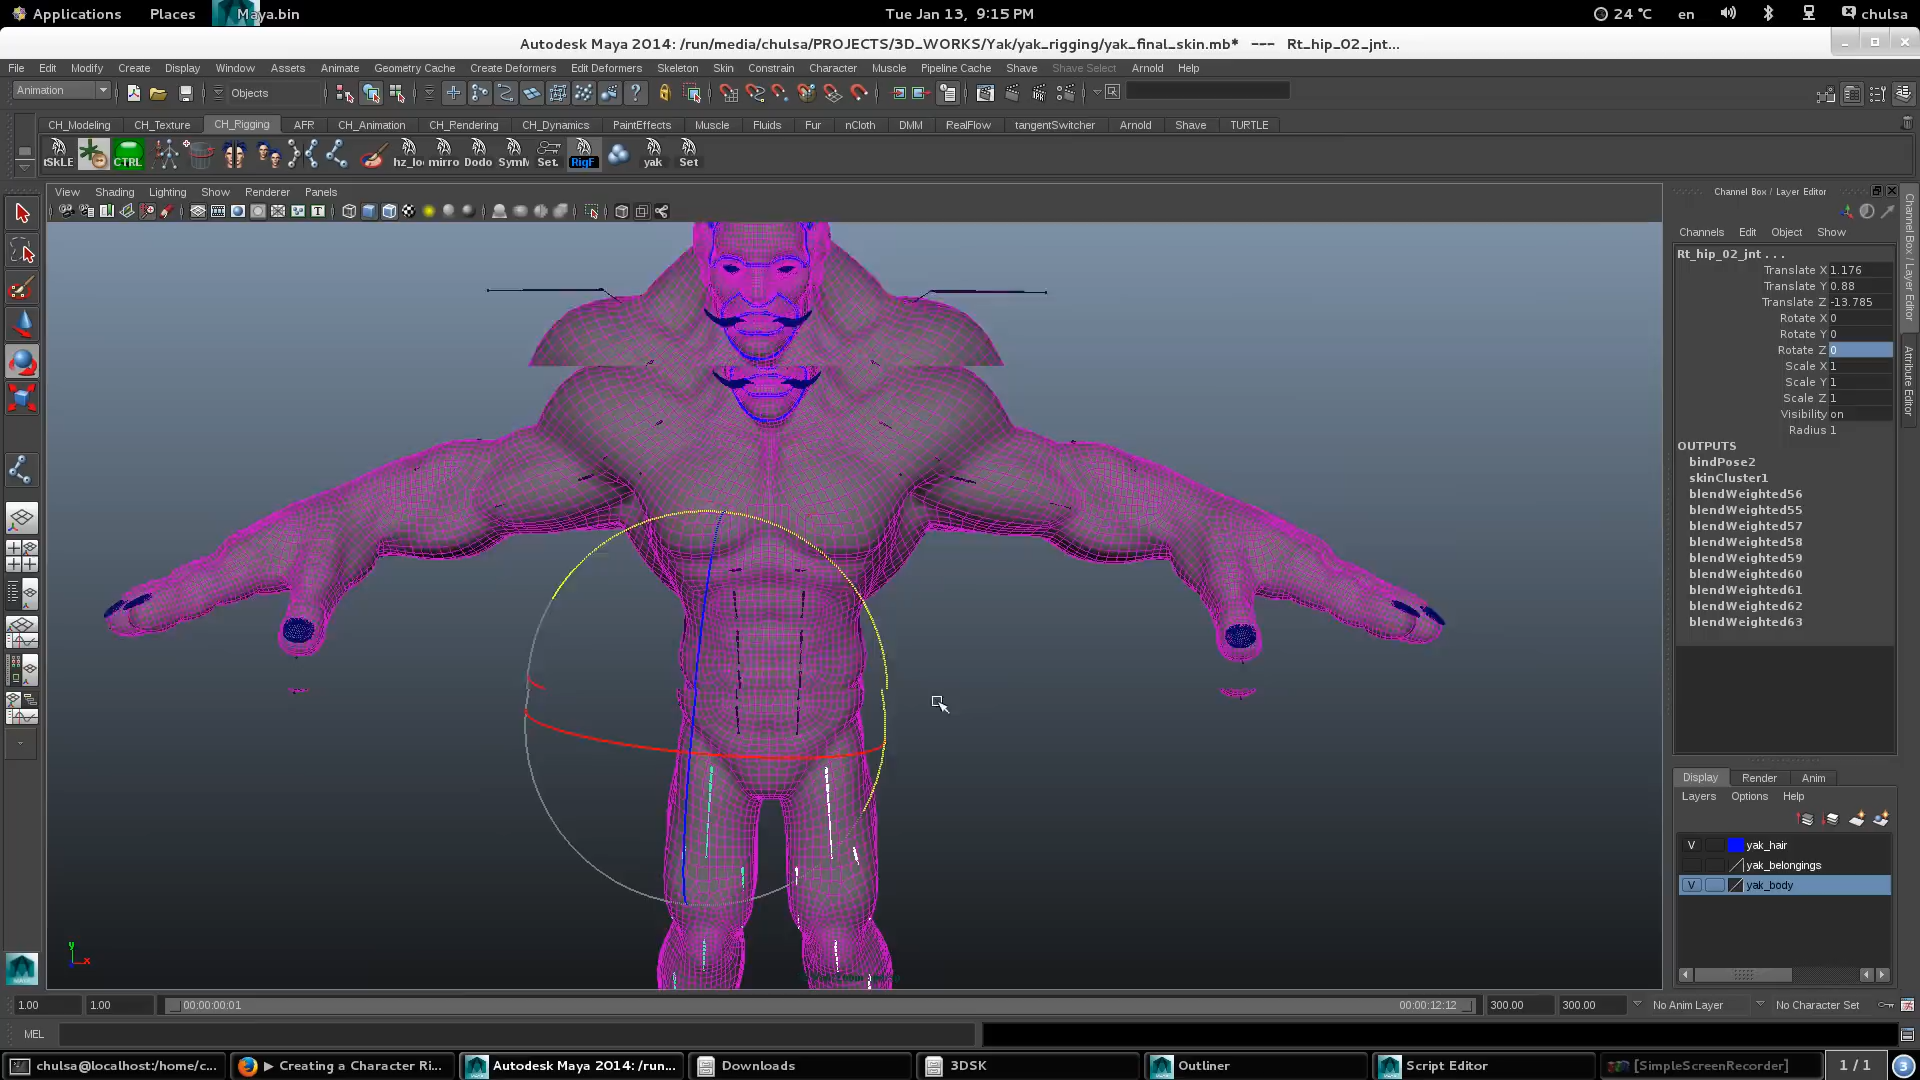 Applications Places Maya.bin Tue Jan 13, 9:15 PM 24 °C en chulsa
Autodesk Maya 2014: /run/media/chulsa/PROJECTS/3D_WORKS/Yak/yak_rigging/yak_final_skin.mb* --- Rt_hip_02_jnt...
File Edit Modify Create Display Window Assets Animate Geometry Cache Create Deformers Edit Deformers Skeleton Skin Constrain Character Muscle Pipeline Cache Shave Shave Select Arnold Help
Animation Objects
CH_Modeling CH_Texture CH_Rigging AFR CH_Animation CH_Rendering CH_Dynamics PaintEffects Muscle Fluids Fur nCloth DMM RealFlow tangentSwitcher Arnold Shave TURTLE
tSkLE CTRL hz_lo mirro Dodo SymM Set. RigF yak Set
View Shading Lighting Show Renderer Panels
Channel Box / Layer Editor
Channels Edit Object Show
Rt_hip_02_jnt . . .
Translate X 1.176
Translate Y 0.88
Translate Z -13.785
Rotate X 0
Rotate Y 0
Rotate Z 0
Scale X 1
Scale Y 1
Scale Z 1
Visibility on
Radius 1
OUTPUTS
bindPose2
skinCluster1
blendWeighted56
blendWeighted55
blendWeighted57
blendWeighted58
blendWeighted59
blendWeighted60
blendWeighted61
blendWeighted62
blendWeighted63
Channel Box / Layer Editor
Attribute Editor
Display Render Anim
Layers Options Help
V yak_hair
yak_belongings
V yak_body
y
x
1.00 1.00 00:00:00:01 00:00:12:12 300.00 300.00 No Anim Layer No Character Set
MEL
chulsa@localhost:/home/c... ▶ Creating a Character Ri... Autodesk Maya 2014: /run... Downloads 3DSK Outliner Script Editor [SimpleScreenRecorder] 1 / 1 3